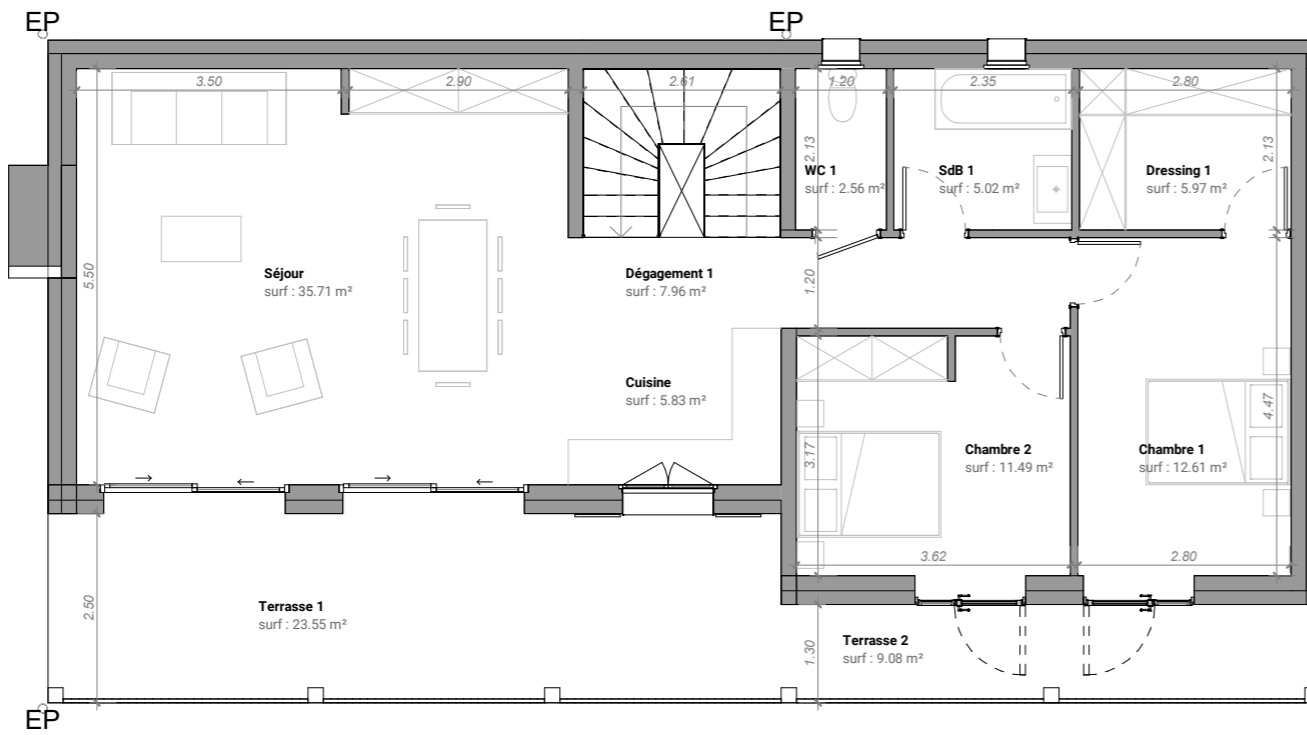 EP
EP
3.50
2.90
2.61
1.20
2.35
2.80
2.13
2.13
WC 1
surf : 2.56 m²
SdB 1
surf : 5.02 m²
Dressing 1
surf : 5.97 m²
5.50
Séjour
surf : 35.71 m²
Dégagement 1
surf : 7.96 m²
1.20
Cuisine
surf : 5.83 m²
4.47
3.17
Chambre 2
surf : 11.49 m²
Chambre 1
surf : 12.61 m²
3.62
2.80
2.50
Terrasse 1
surf : 23.55 m²
1.30
Terrasse 2
surf : 9.08 m²
EP